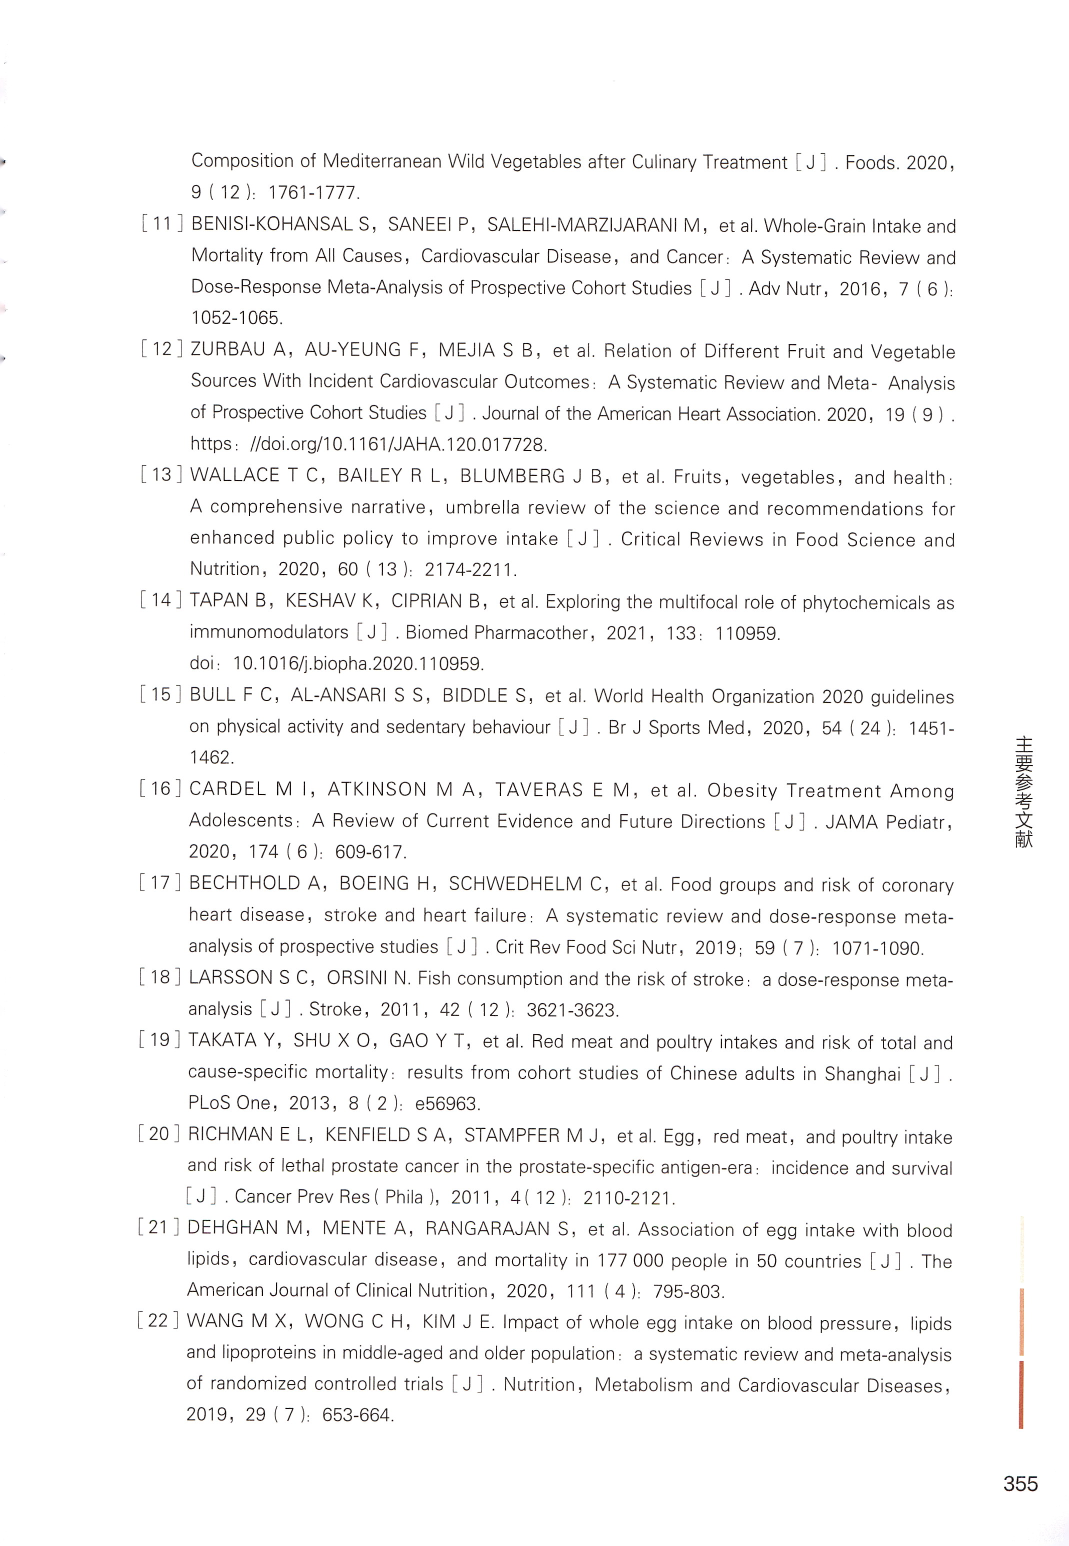 Composition of Mediterranean Wild Vegetables after Culinary Treatment［J］. Foods. 2020,
9（12）：1761-1777.
［11］BENISI-KOHANSAL S，SANEEI P，SALEHI-MARZIJARANI M，et al. Whole-Grain Intake and
Mortality from All Causes，Cardiovascular Disease，and Cancer：A Systematic Review and
Dose-Response Meta-Analysis of Prospective Cohort Studies［J］. Adv Nutr，2016，7（6）：
1052-1065.
［12］ZURBAU A，AU-YEUNG F，MEJIA S B，et al. Relation of Different Fruit and Vegetable
Sources With Incident Cardiovascular Outcomes：A Systematic Review and Meta- Analysis
of Prospective Cohort Studies［J］. Journal of the American Heart Association. 2020，19（9）.
https：//doi.org/10.1161/JAHA.120.017728.
［13］WALLACE T C，BAILEY R L，BLUMBERG J B，et al. Fruits，vegetables，and health：
A comprehensive narrative，umbrella review of the science and recommendations for
enhanced public policy to improve intake［J］. Critical Reviews in Food Science and
Nutrition，2020，60（13）：2174-2211.
［14］TAPAN B，KESHAV K，CIPRIAN B，et al. Exploring the multifocal role of phytochemicals as
immunomodulators［J］. Biomed Pharmacother，2021，133：110959.
doi：10.1016/j.biopha.2020.110959.
［15］BULL F C，AL-ANSARI S S，BIDDLE S，et al. World Health Organization 2020 guidelines
on physical activity and sedentary behaviour［J］. Br J Sports Med，2020，54（24）：1451-
1462.
［16］CARDEL M I，ATKINSON M A，TAVERAS E M，et al. Obesity Treatment Among
Adolescents：A Review of Current Evidence and Future Directions［J］. JAMA Pediatr，
2020，174（6）：609-617.
［17］BECHTHOLD A，BOEING H，SCHWEDHELM C，et al. Food groups and risk of coronary
heart disease，stroke and heart failure：A systematic review and dose-response meta-
analysis of prospective studies［J］. Crit Rev Food Sci Nutr，2019；59（7）：1071-1090.
［18］LARSSON S C，ORSINI N. Fish consumption and the risk of stroke：a dose-response meta-
analysis［J］. Stroke，2011，42（12）：3621-3623.
［19］TAKATA Y，SHU X O，GAO Y T，et al. Red meat and poultry intakes and risk of total and
cause-specific mortality：results from cohort studies of Chinese adults in Shanghai［J］.
PLoS One，2013，8（2）：e56963.
［20］RICHMAN E L，KENFIELD S A，STAMPFER M J，et al. Egg，red meat，and poultry intake
and risk of lethal prostate cancer in the prostate-specific antigen-era：incidence and survival
［J］. Cancer Prev Res（Phila），2011，4（12）：2110-2121.
［21］DEHGHAN M，MENTE A，RANGARAJAN S，et al. Association of egg intake with blood
lipids，cardiovascular disease，and mortality in 177 000 people in 50 countries［J］. The
American Journal of Clinical Nutrition，2020，111（4）：795-803.
［22］WANG M X，WONG C H，KIM J E. Impact of whole egg intake on blood pressure，lipids
and lipoproteins in middle-aged and older population：a systematic review and meta-analysis
of randomized controlled trials［J］. Nutrition，Metabolism and Cardiovascular Diseases，
2019，29（7）：653-664.
主要参考文献
355